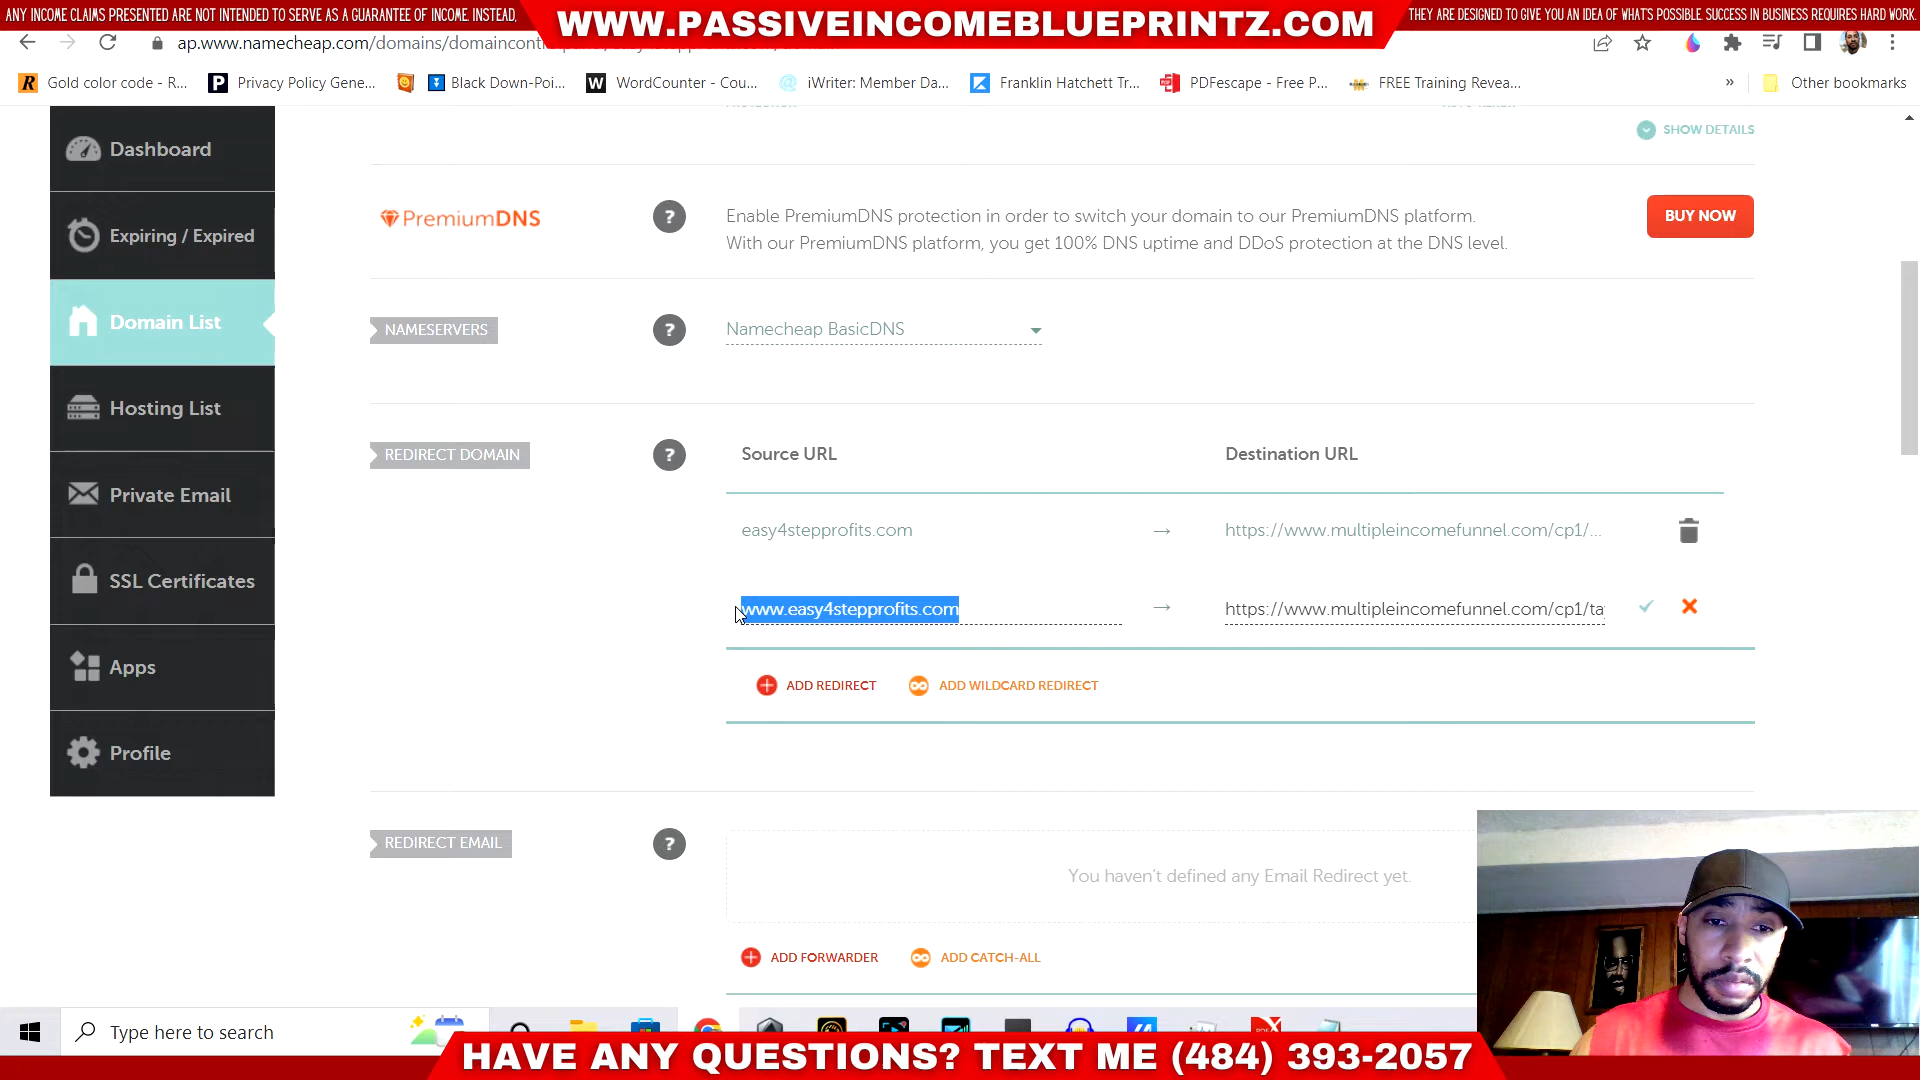 ANY INCOME CLAIMS PRESENTED ARE NOT INTENDED TO SERVE AS A GUARANTEE OF INCOME. INSTEAD,
WWW.PASSIVEINCOMEBLUEPRINTZ.COM
THEY ARE DESIGNED TO GIVE YOU AN IDEA OF WHAT'S POSSIBLE. SUCCESS IN BUSINESS REQUIRES HARD WORK.
ap.www.namecheap.com/domains/domaincont
Gold color code - R...
Privacy Policy Gene...
Black Down-Poi...
WordCounter - Cou...
iWriter: Member Da...
Franklin Hatchett Tr...
PDFescape - Free P...
FREE Training Revea...
»
Other bookmarks
SHOW DETAILS
Dashboard
Expiring / Expired
Domain List
Hosting List
Private Email
SSL Certificates
Apps
Profile
PremiumDNS
?
Enable PremiumDNS protection in order to switch your domain to our PremiumDNS platform.
With our PremiumDNS platform, you get 100% DNS uptime and DDoS protection at the DNS level.
BUY NOW
NAMESERVERS
?
Namecheap BasicDNS
REDIRECT DOMAIN
?
Source URL
Destination URL
easy4stepprofits.com
→
https://www.multipleincomefunnel.com/cp1/...
www.easy4stepprofits.com
→
https://www.multipleincomefunnel.com/cp1/ta
ADD REDIRECT
ADD WILDCARD REDIRECT
REDIRECT EMAIL
?
You haven't defined any Email Redirect yet.
ADD FORWARDER
ADD CATCH-ALL
Type here to search
HAVE ANY QUESTIONS? TEXT ME (484) 393-2057